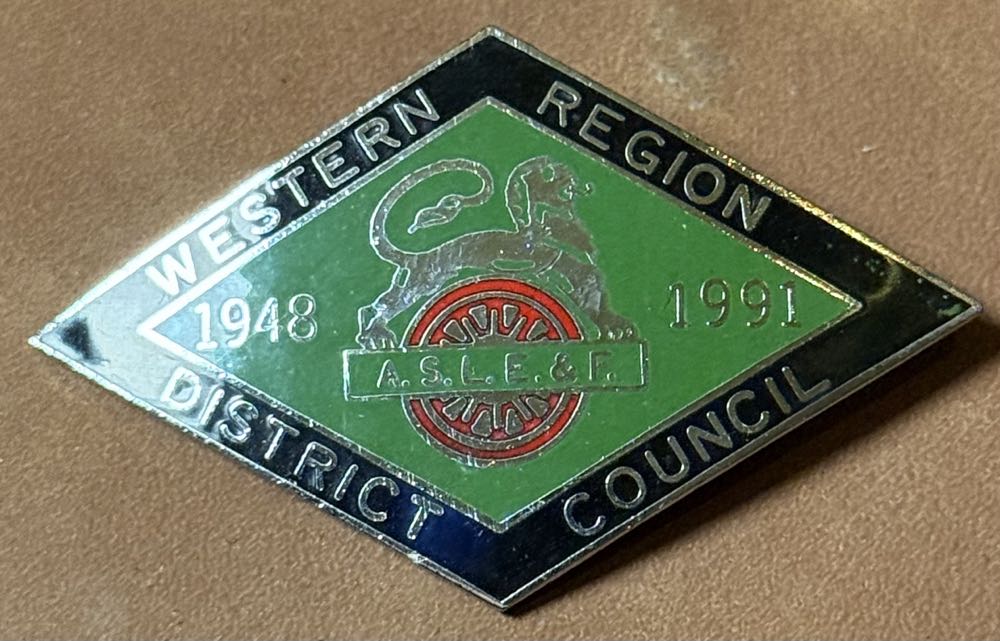 WESTERN REGION
1948 1991
A.S.L.E.&F.
DISTRICT COUNCIL